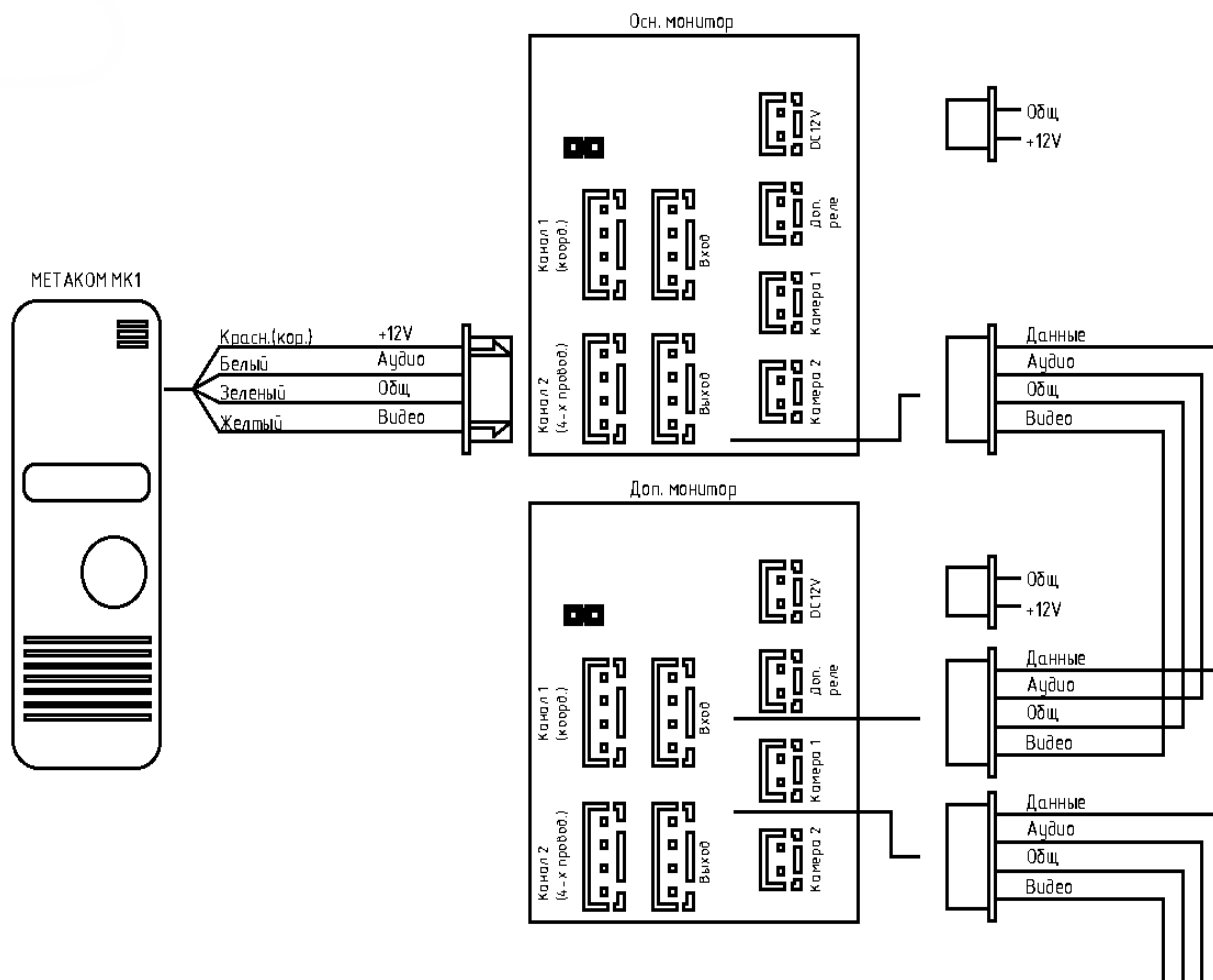 Осн. монитор
Общ
+12V
DC12V
Доп.
реле
Канал 1
(коорд.)
Вход
Камера 1
МЕТАКОМ МК1
Красн.(кор.) +12V
Белый Аудио
Зеленый Общ
Желтый Видео
Канал 2
(4-х провод.)
Выход
Камера 2
Данные
Аудио
Общ
Видео
Доп. монитор
Общ
+12V
DC12V
Доп.
реле
Канал 1
(коорд.)
Вход
Камера 1
Данные
Аудио
Общ
Видео
Канал 2
(4-х провод.)
Выход
Камера 2
Данные
Аудио
Общ
Видео